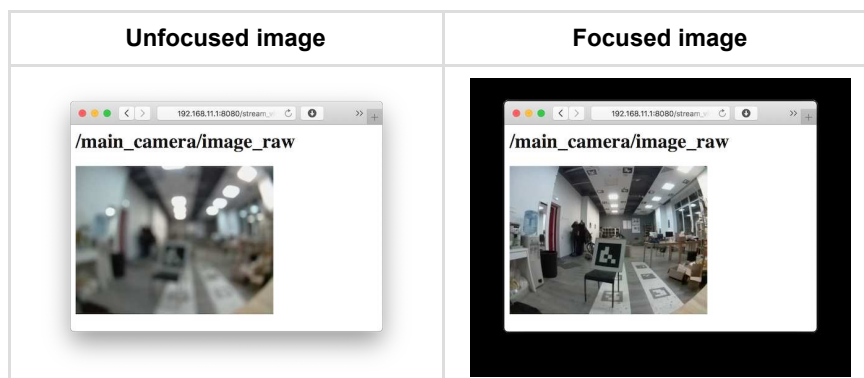 Unfocused image
Focused image
192.168.11.1:8080/stream_
/main_camera/image_raw
192.168.11.1:8080/stream_
/main_camera/image_raw